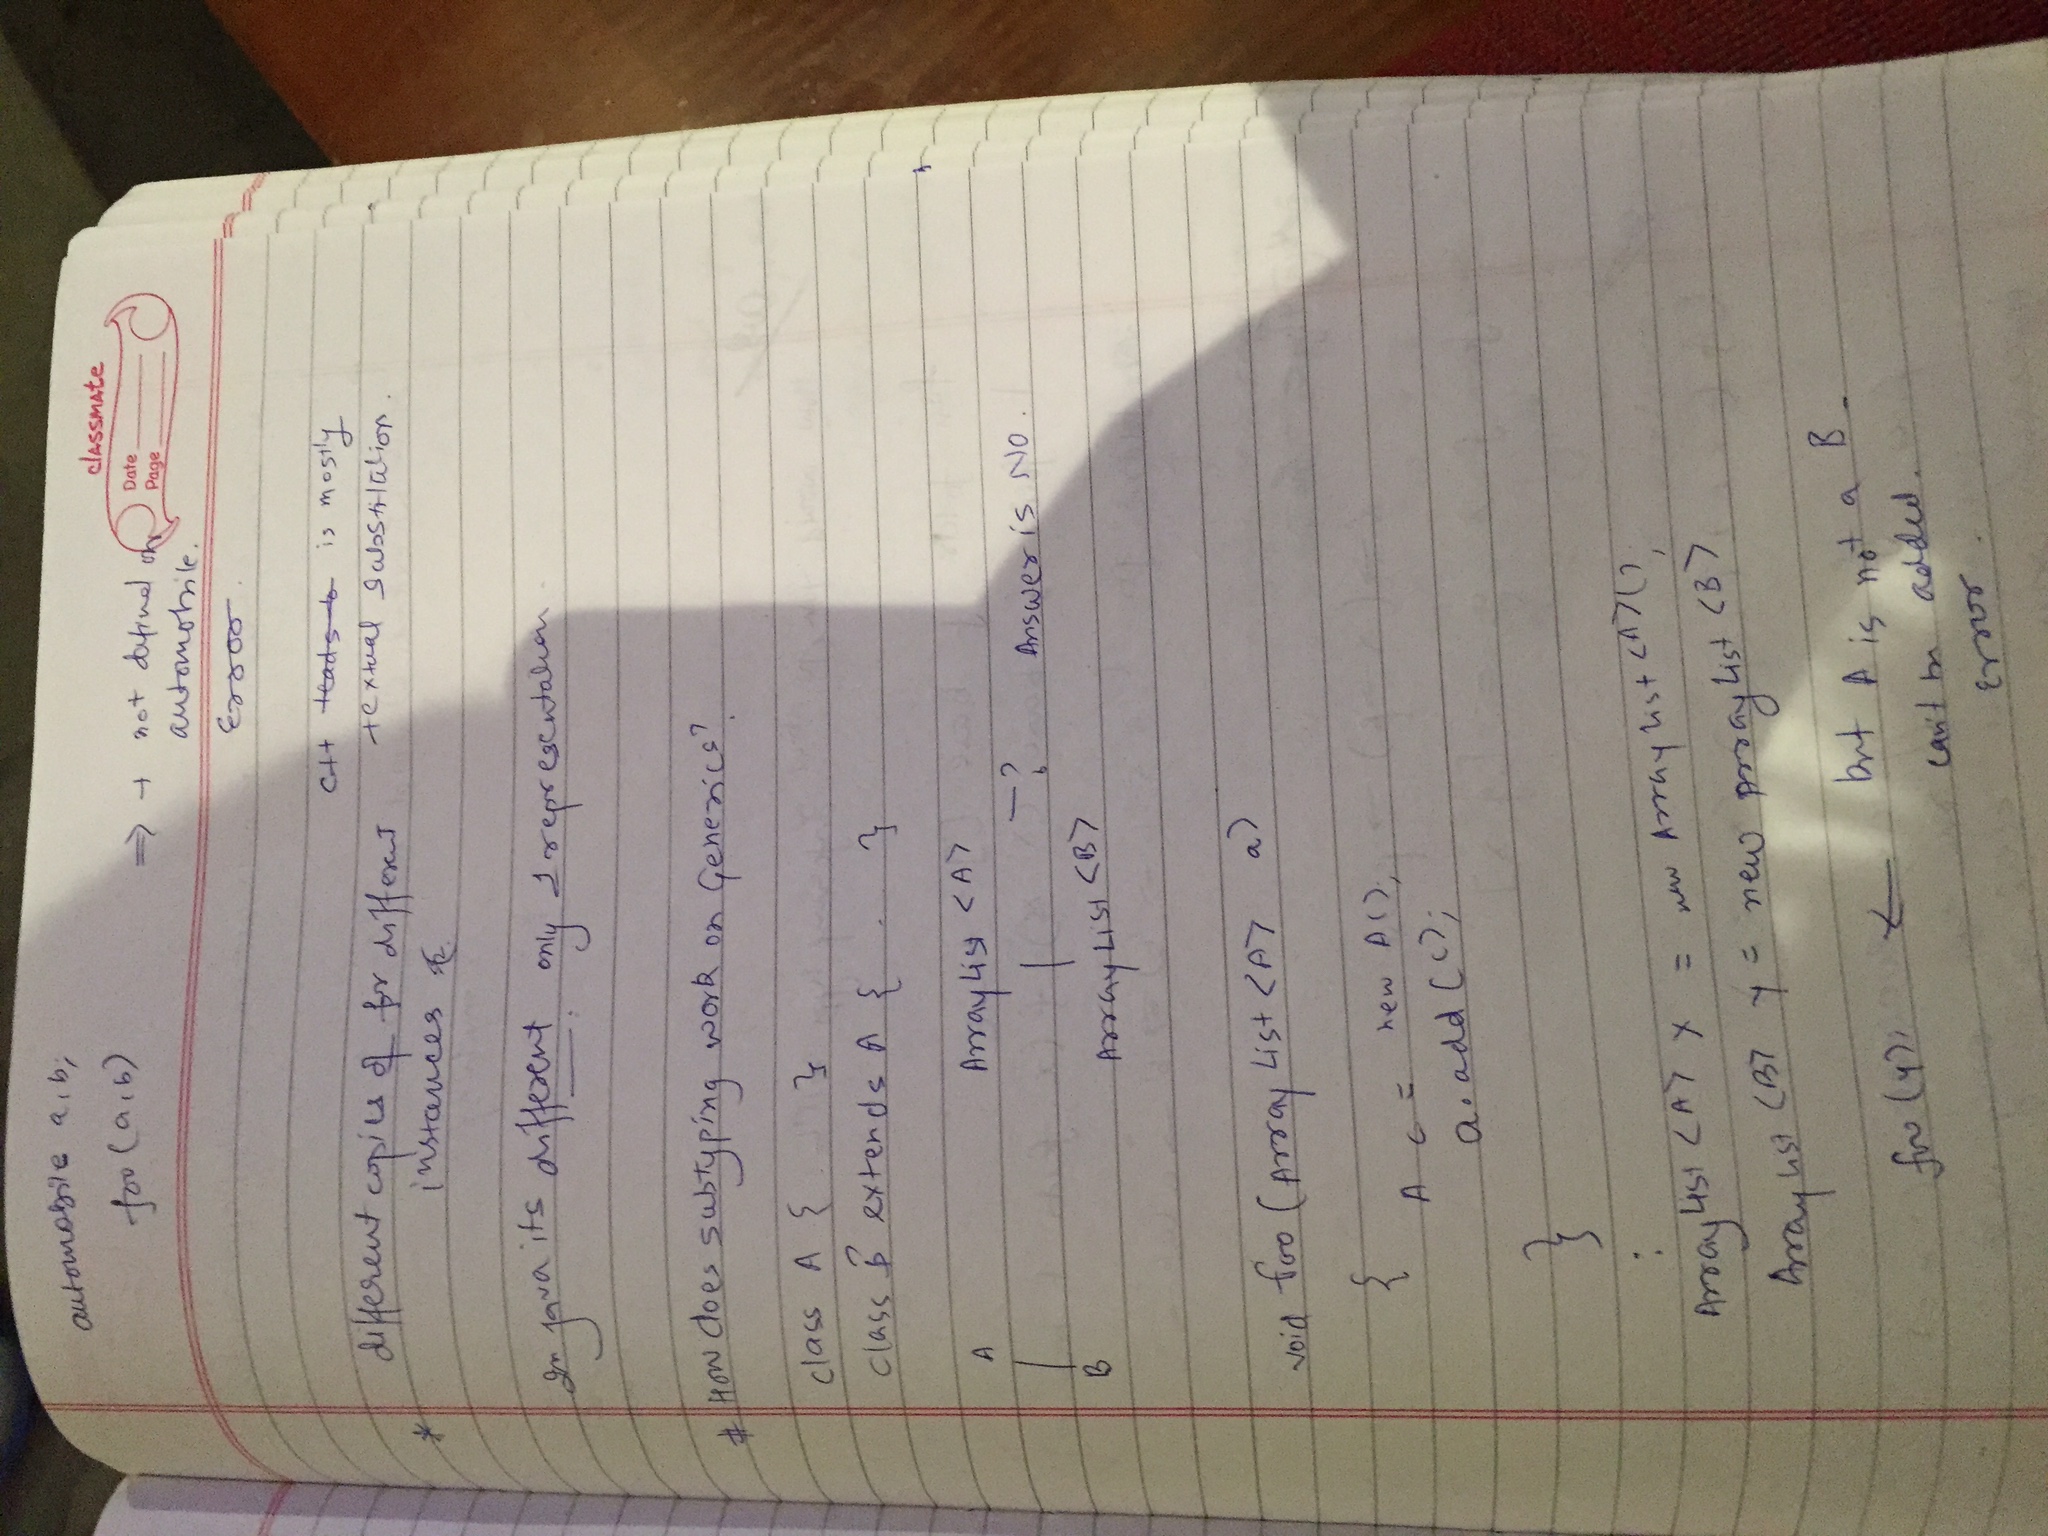 classmate
Date
Page
automobile a,b;
foo(a,b)
=> + not defined on
automobile.
Error.
C++ is mostly
textual substitution.
* different copies of for different
instances
In java its different only 1 representation.
# How does subtyping work on Generics?
class A { }
class B extends A { . . }
A ArrayList <A>
| | —? Answer is NO.
B ArrayList <B>
void foo (ArrayList <A> a)
{
A c = new A();
a.add(c);
}
:
ArrayList <A> x = new ArrayList <A>();
ArrayList <B> y = new ArrayList <B>
foo(y); ← but A is not a B.
can't be added.
error.